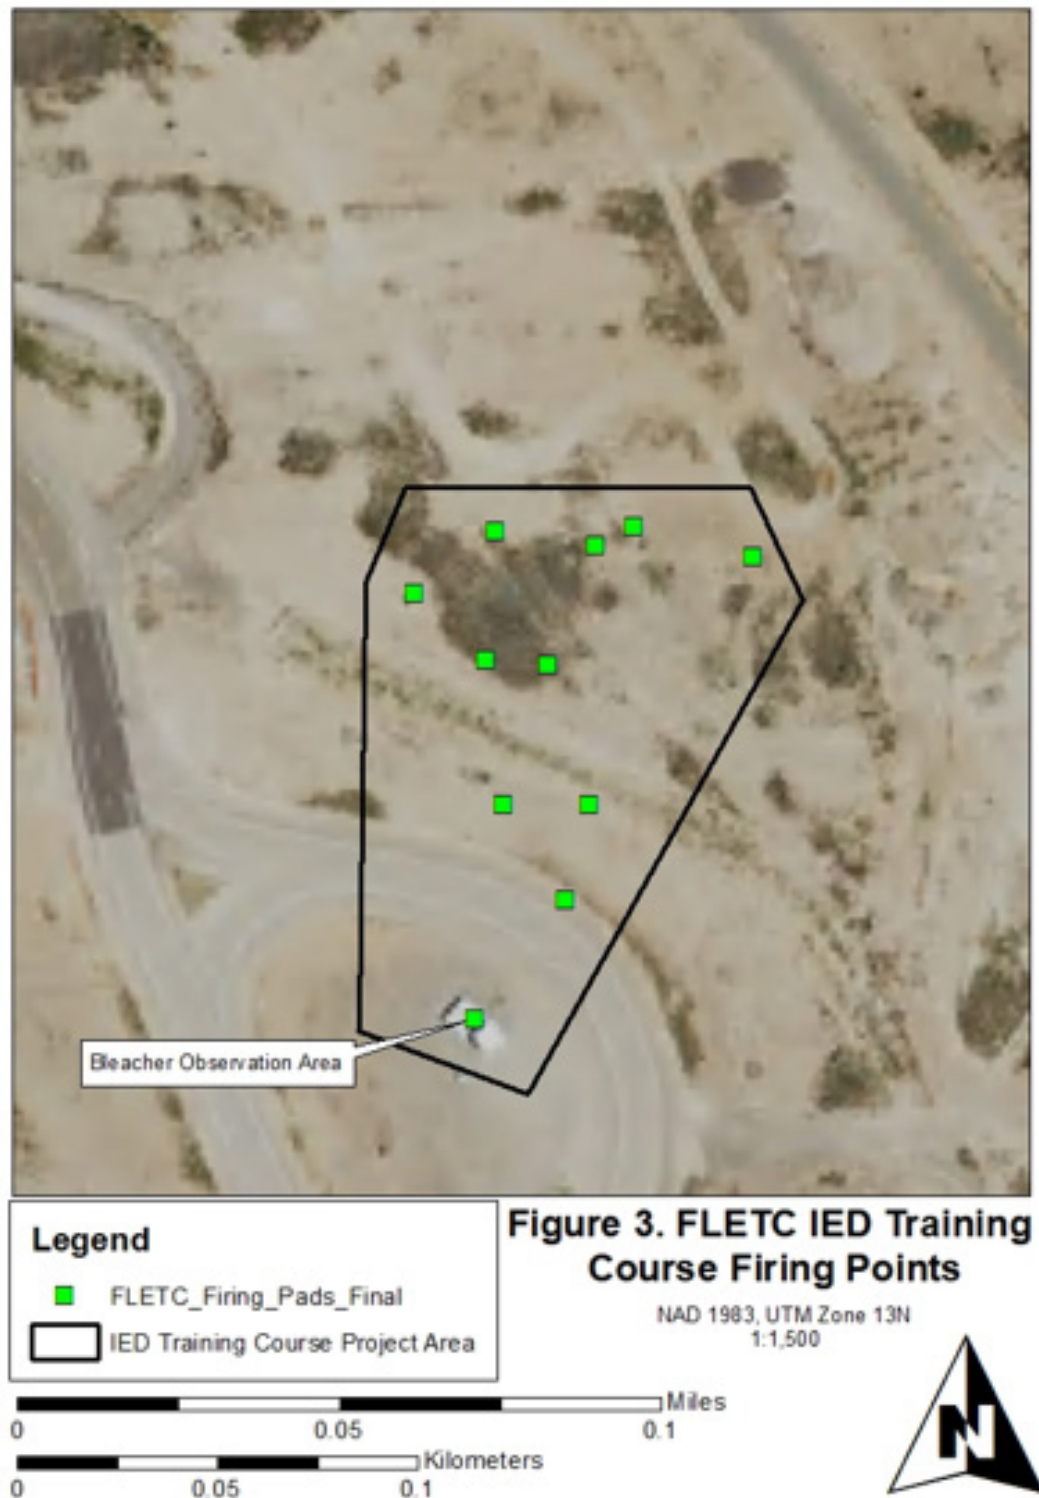 Bleacher Observation Area
Legend
FLETC_Firing_Pads_Final
IED Training Course Project Area
Figure 3. FLETC IED Training
Course Firing Points
NAD 1983, UTM Zone 13N
1:1,500
N
Miles
0 0.05 0.1
Kilometers
0 0.05 0.1